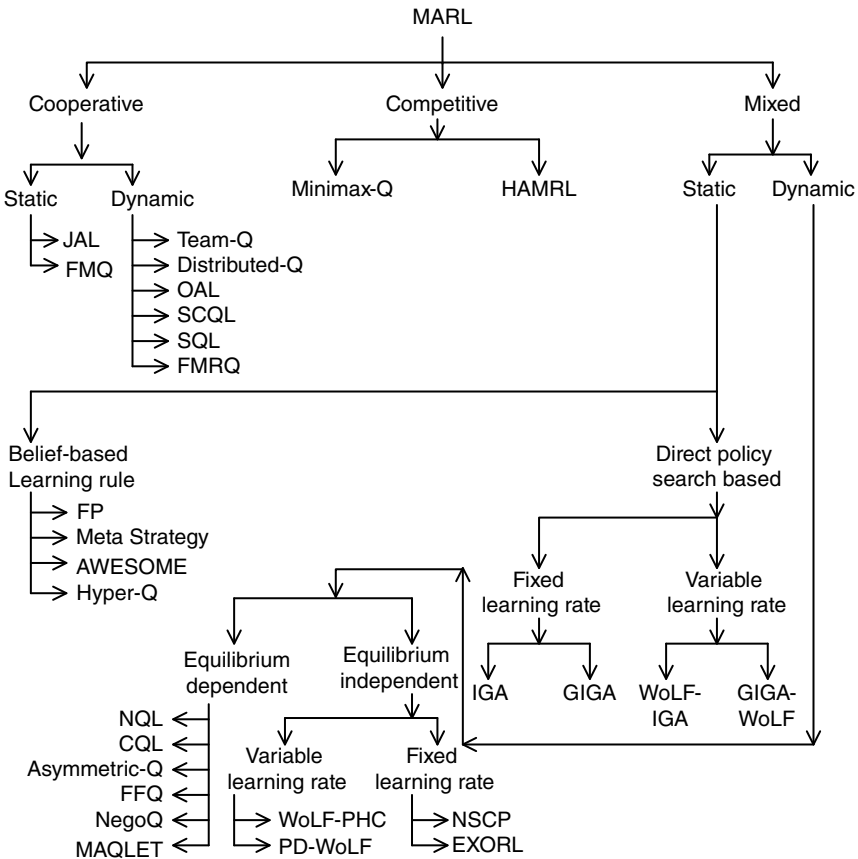 MARL
Cooperative
Competitive
Mixed
Static
Dynamic
Minimax-Q
HAMRL
Static
Dynamic
JAL
FMQ
Team-Q
Distributed-Q
OAL
SCQL
SQL
FMRQ
Belief-based
Learning rule
FP
Meta Strategy
AWESOME
Hyper-Q
Direct policy
search based
Fixed
learning rate
Variable
learning rate
IGA
GIGA
WoLF-
IGA
GIGA-
WoLF
Equilibrium
dependent
Equilibrium
independent
NQL
CQL
Asymmetric-Q
FFQ
NegoQ
MAQLET
Variable
learning rate
WoLF-PHC
PD-WoLF
Fixed
learning rate
NSCP
EXORL